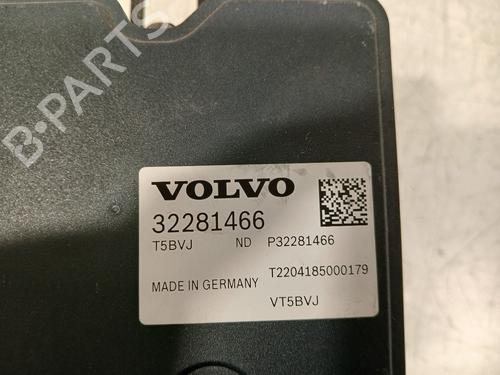 B-PARTS
VOLVO
32281466
T5BVJ ND P32281466
MADE IN GERMANY T2204185000179
VT5BVJ